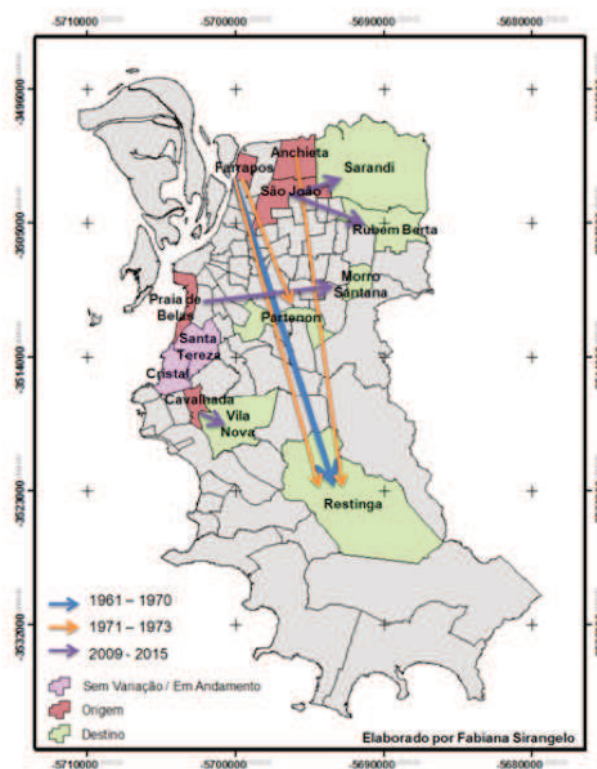 -5710000 -5700000 -5690000 -5680000
-3496000
-3505000
-3514000
-3523000
-3532000
Farrapos
Anchieta
Sarandi
São João
Rubem Berta
Morro
Santana
Praia de
Belas
Partenon
Santa
Tereza
Cristal
Cavalhada
Vila
Nova
Restinga
1961 – 1970
1971 – 1973
2009 - 2015
Sem Variação / Em Andamento
Origem
Destino
Elaborado por Fabiana Sirangelo
-5710000 -5700000 -5690000 -5680000